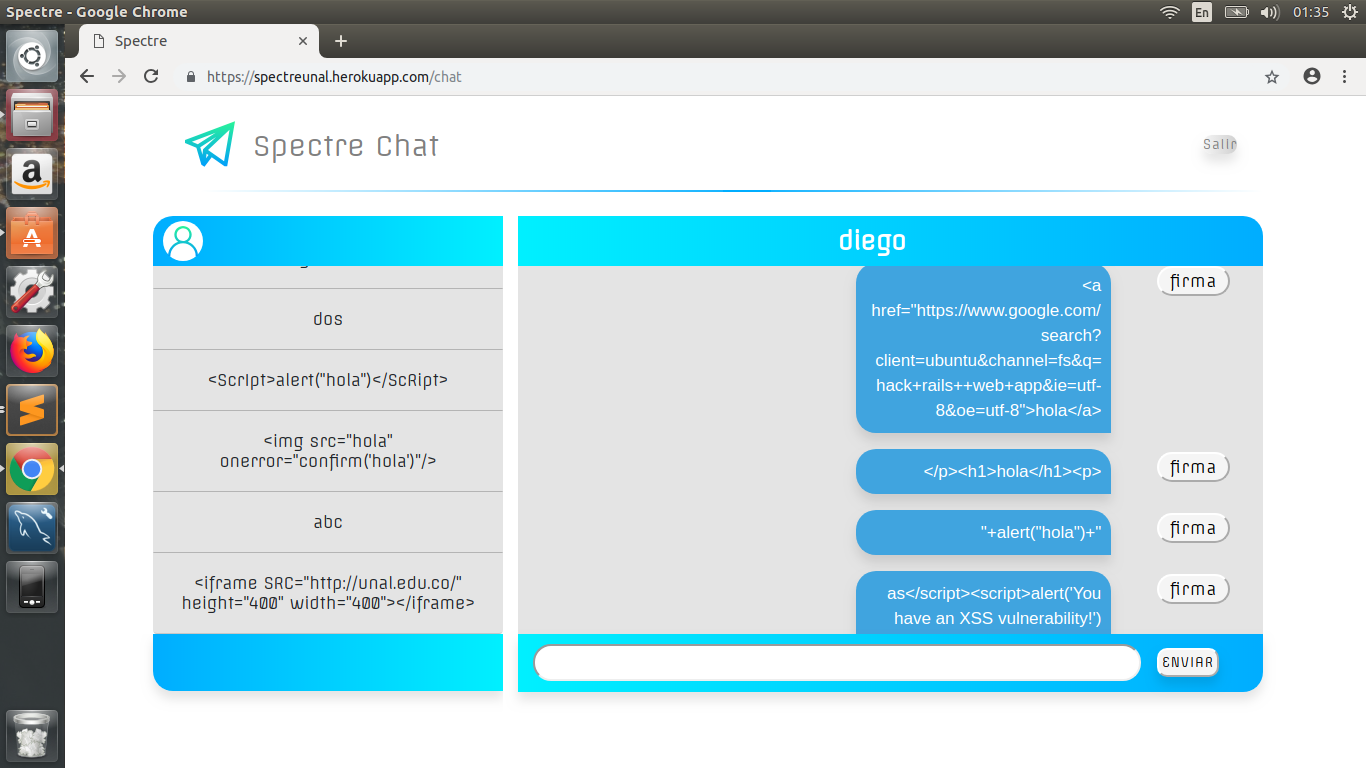 Spectre - Google Chrome
En
01:35
Spectre
https://spectreunal.herokuapp.com/chat
Spectre Chat
Salir
diego
dos
<ScrIpt>alert("hola")</ScRipt>
<img src="hola"
onerror="confirm('hola')"/>
abc
<iframe SRC="http://unal.edu.co/"
height="400" width="400"></iframe>
<a
href="https://www.google.com/
search?
client=ubuntu&channel=fs&q=
hack+rails++web+app&ie=utf-
8&oe=utf-8">hola</a>
firma
</p><h1>hola</h1><p>
firma
"+alert("hola")+"
firma
as</script><script>alert('You
have an XSS vulnerability!')
firma
ENVIAR